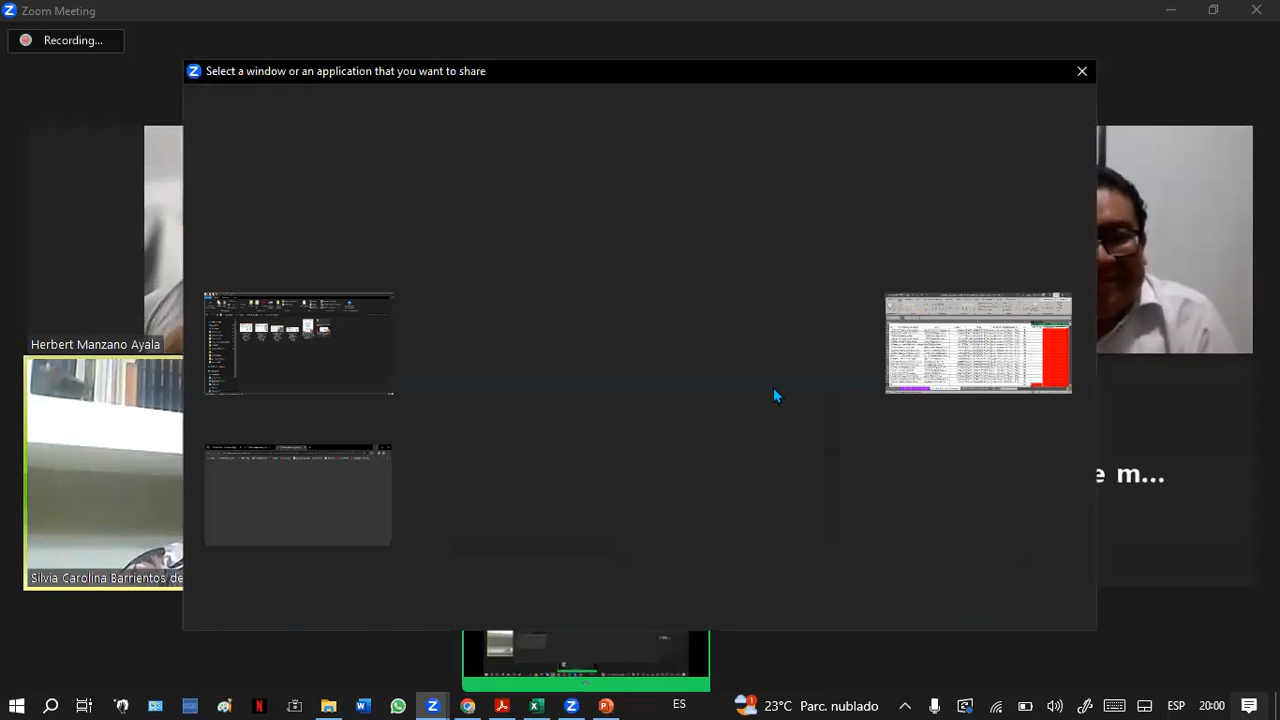 Zoom Meeting
Recording...
Select a window or an application that you want to share
Herbert Manzano Ayala
Silvia Carolina Barrientos de
e m...
ES
23°C Parc. nublado
ESP
20:00